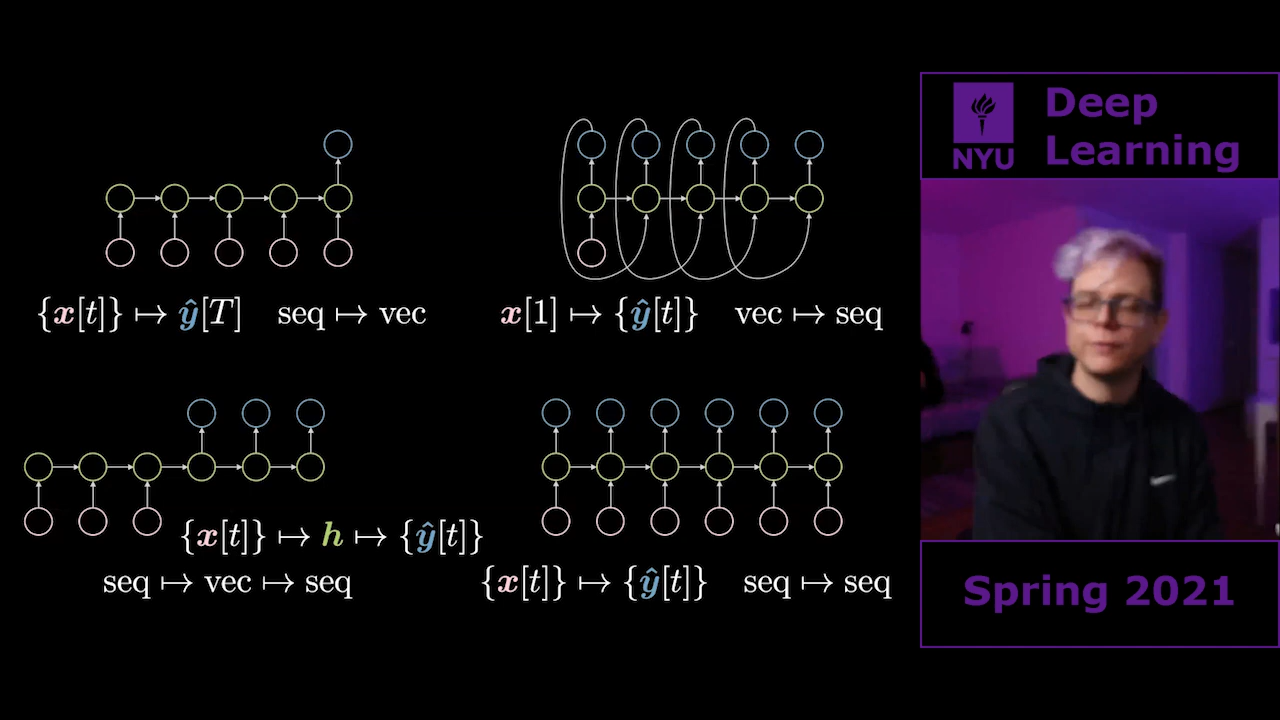 {x[t]} ↦ ŷ[T] seq ↦ vec
x[1] ↦ {ŷ[t]} vec ↦ seq
{x[t]} ↦ h ↦ {ŷ[t]}
seq ↦ vec ↦ seq
{x[t]} ↦ {ŷ[t]} seq ↦ seq
NYU
Deep
Learning
Spring 2021